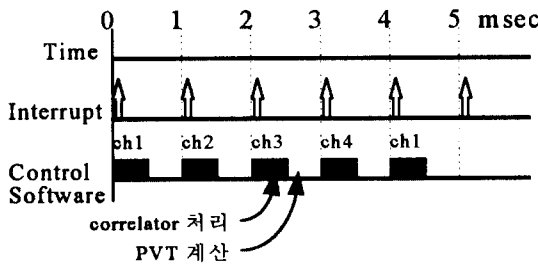 0 1 2 3 4 5 msec
Time
Interrupt
ch1 ch2 ch3 ch4 ch1
Control
Software
correlator 처리
PVT 계산